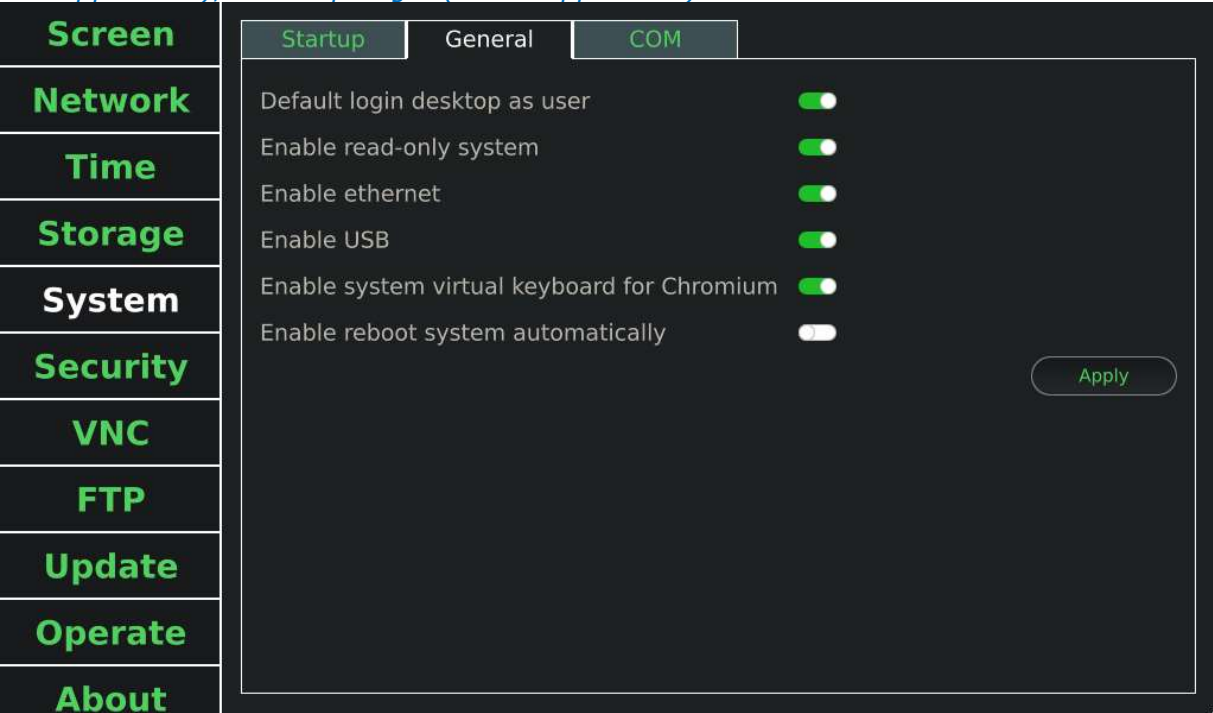 Screen
Network
Time
Storage
System
Security
VNC
FTP
Update
Operate
About
Startup General COM
Default login desktop as user
Enable read-only system
Enable ethernet
Enable USB
Enable system virtual keyboard for Chromium
Enable reboot system automatically
Apply